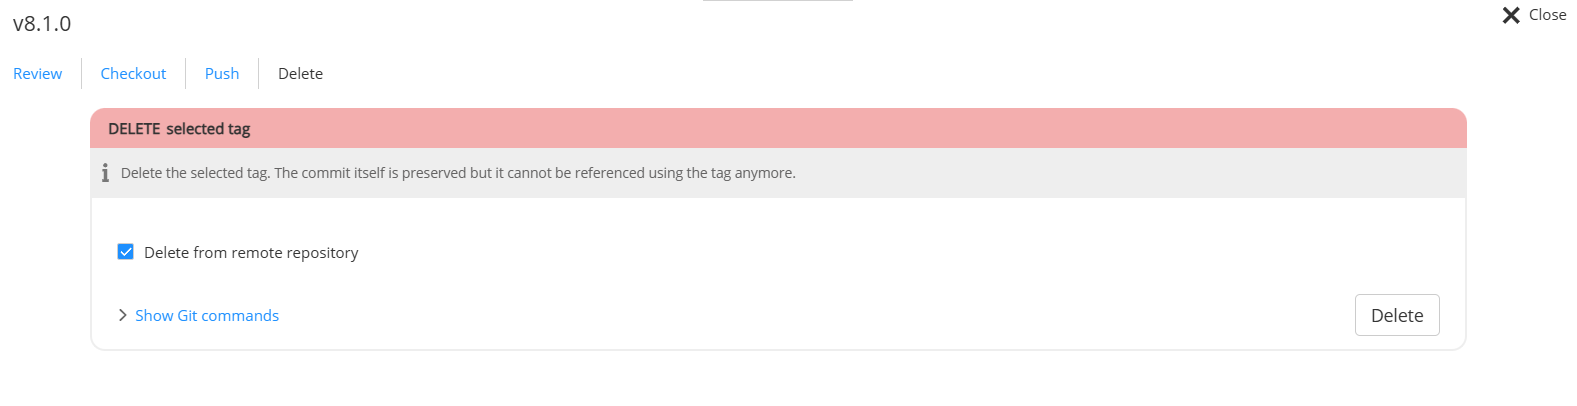 v8.1.0
Close
Review
Checkout
Push
Delete
DELETE selected tag
Delete the selected tag. The commit itself is preserved but it cannot be referenced using the tag anymore.
Delete from remote repository
Show Git commands
Delete